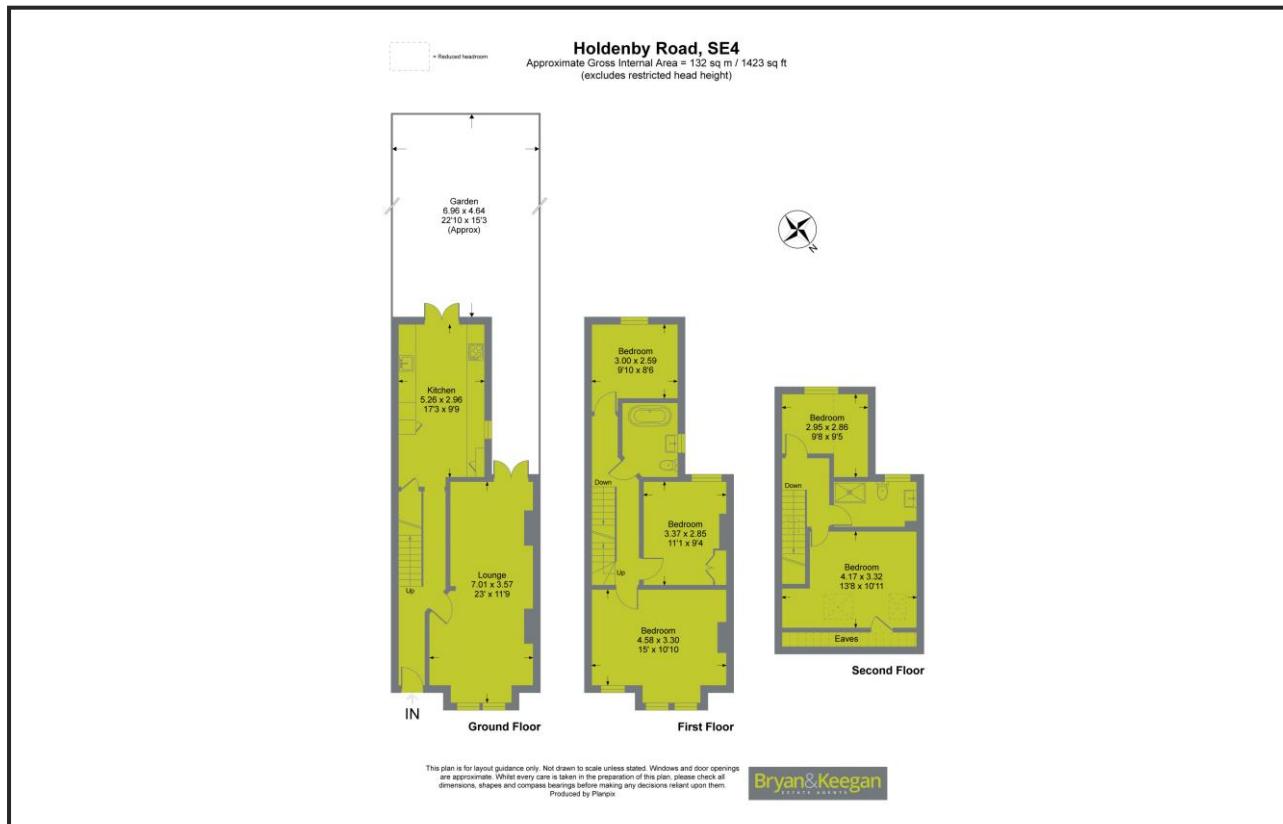 = Reduced headroom
Holdenby Road, SE4
Approximate Gross Internal Area = 132 sq m / 1423 sq ft
(excludes restricted head height)
Garden
6.96 x 4.64
22'10 x 15'3
(Approx)
N
Kitchen
5.26 x 2.96
17'3 x 9'9
Up
Lounge
7.01 x 3.57
23' x 11'9
IN
Ground Floor
Bedroom
3.00 x 2.59
9'10 x 8'6
Down
Bedroom
3.37 x 2.85
11'1 x 9'4
Up
Bedroom
4.58 x 3.30
15' x 10'10
First Floor
Bedroom
2.95 x 2.86
9'8 x 9'5
Down
Bedroom
4.17 x 3.32
13'8 x 10'11
Eaves
Second Floor
This plan is for layout guidance only. Not drawn to scale unless stated. Windows and door openings
are approximate. Whilst every care is taken in the preparation of this plan, please check all
dimensions, shapes and compass bearings before making any decisions reliant upon them.
Produced by Planpix
Bryan&Keegan
ESTATE AGENTS